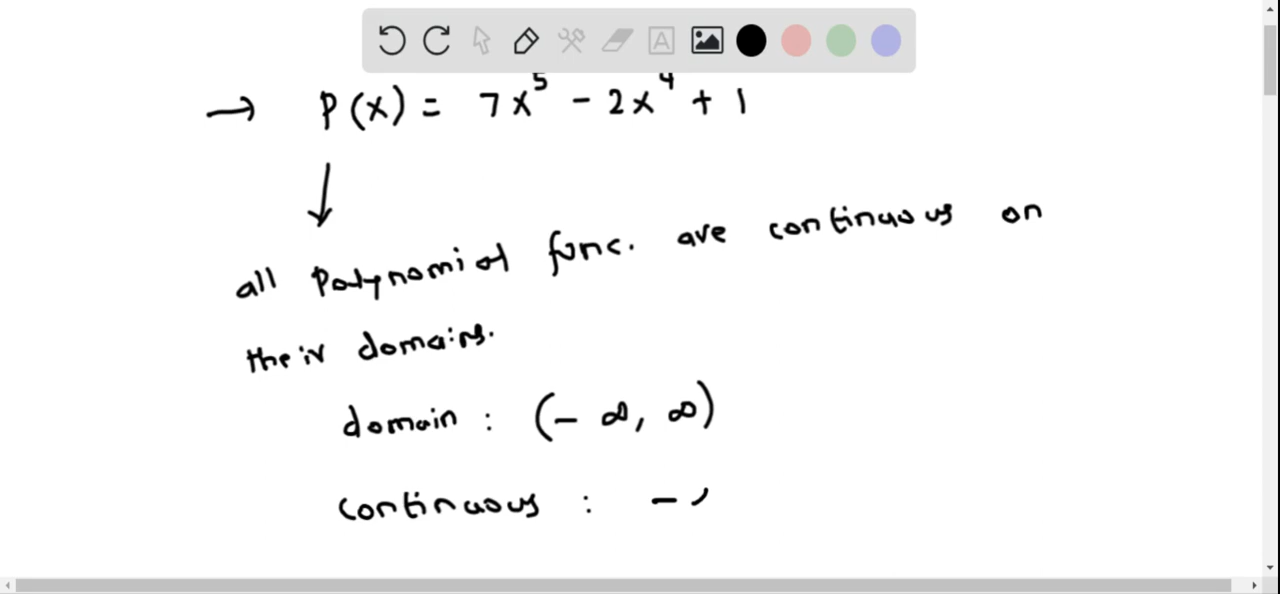 → P(x) = 7x⁵ - 2x⁴ + 1
↓
all Polynomial func. are continuous on
their domains.
domain : (- ∞, ∞)
continuous : -